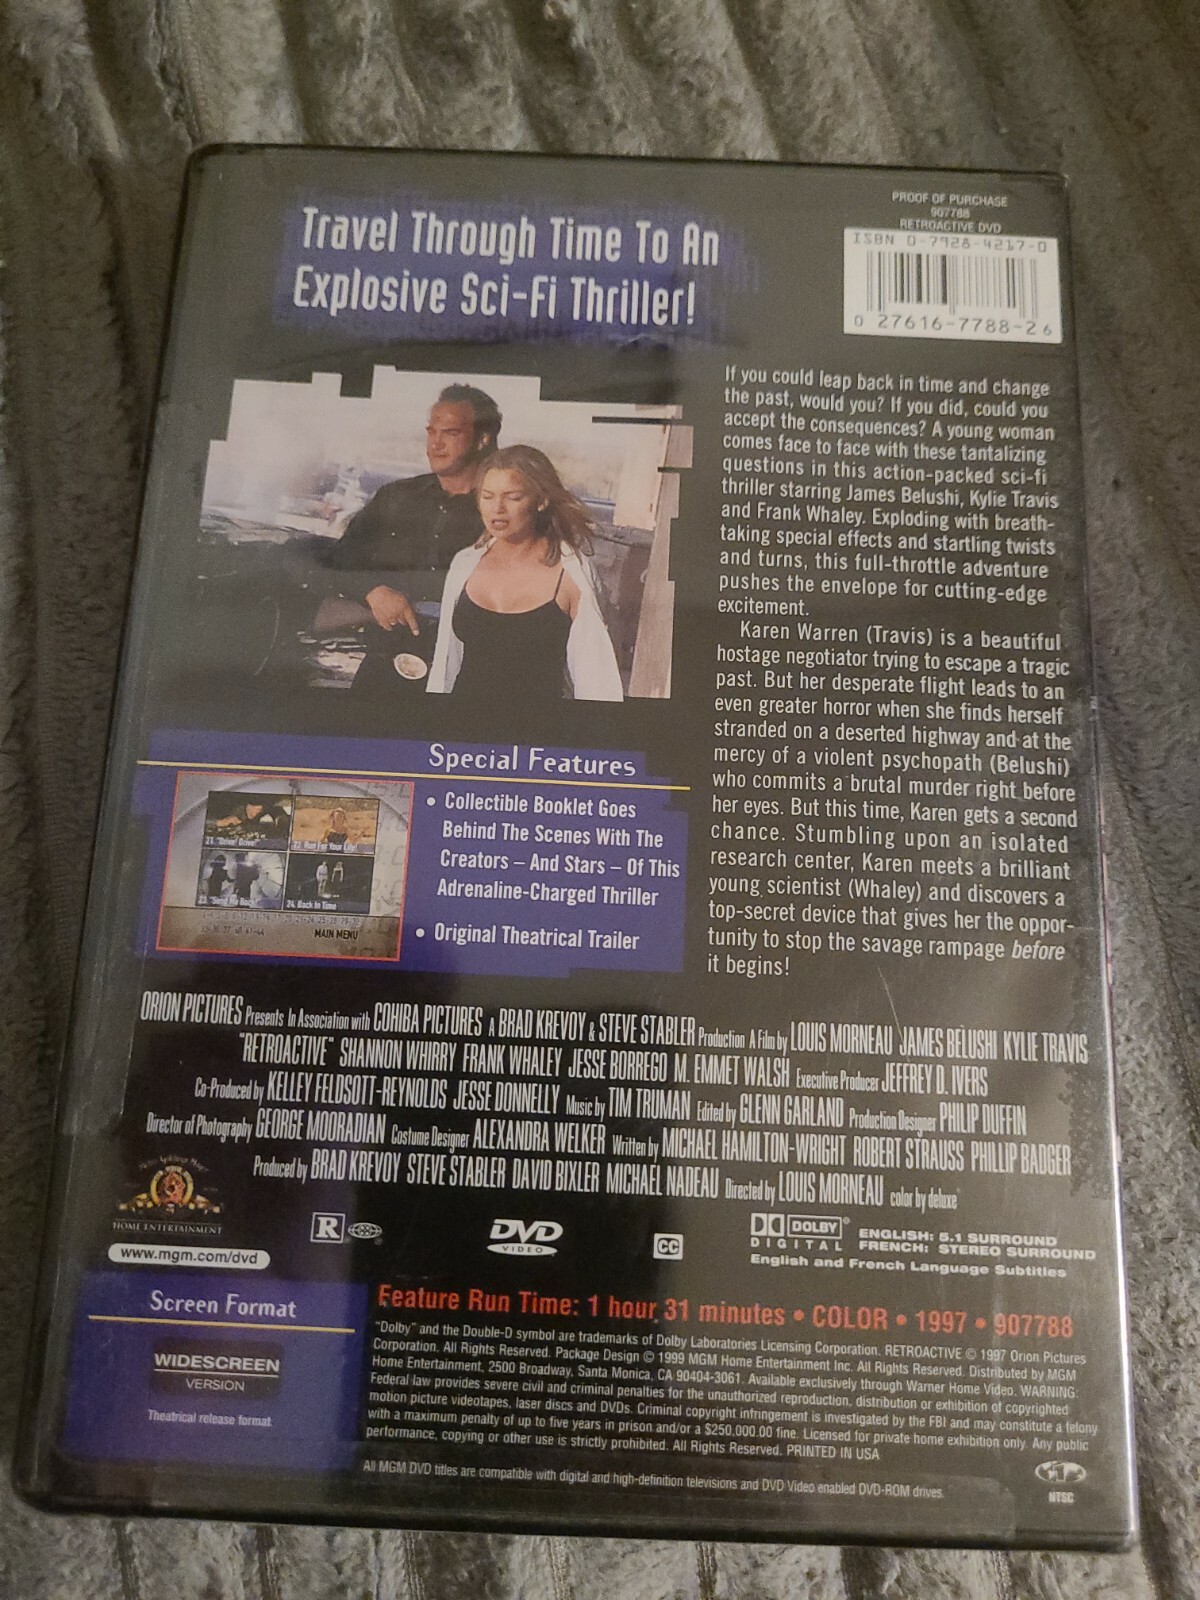 PROOF OF PURCHASE
907788
RETROACTIVE DVD
ISBN 0-7928-4217-0
0 27616-7788-2 6
Travel Through Time To An
Explosive Sci-Fi Thriller!
If you could leap back in time and change
the past, would you? If you did, could you
accept the consequences? A young woman
comes face to face with these tantalizing
questions in this action-packed sci-fi
thriller starring James Belushi, Kylie Travis
and Frank Whaley. Exploding with breath-
taking special effects and startling twists
and turns, this full-throttle adventure
pushes the envelope for cutting-edge
excitement.
Karen Warren (Travis) is a beautiful
hostage negotiator trying to escape a tragic
past. But her desperate flight leads to an
even greater horror when she finds herself
stranded on a deserted highway and at the
mercy of a violent psychopath (Belushi)
who commits a brutal murder right before
her eyes. But this time, Karen gets a second
chance. Stumbling upon an isolated
research center, Karen meets a brilliant
young scientist (Whaley) and discovers a
top-secret device that gives her the oppor-
tunity to stop the savage rampage before
it begins!
Special Features
• Collectible Booklet Goes
Behind The Scenes With The
Creators – And Stars – Of This
Adrenaline-Charged Thriller
• Original Theatrical Trailer
21. "Drive! Drive!"
22. Run For Your Life!
23. "Send Me Back"
24. Back In Time
MAIN MENU
ORION PICTURES Presents In Association with COHIBA PICTURES A BRAD KREVOY & STEVE STABLER Production A Film by LOUIS MORNEAU JAMES BELUSHI KYLIE TRAVIS
"RETROACTIVE" SHANNON WHIRRY FRANK WHALEY JESSE BORREGO M. EMMET WALSH Executive Producer JEFFREY D. IVERS
Co-Produced by KELLEY FELDSOTT-REYNOLDS JESSE DONNELLY Music by TIM TRUMAN Edited by GLENN GARLAND Production Designer PHILIP DUFFIN
Director of Photography GEORGE MOORADIAN Costume Designer ALEXANDRA WELKER Written by MICHAEL HAMILTON-WRIGHT ROBERT STRAUSS PHILLIP BADGER
Produced by BRAD KREVOY STEVE STABLER DAVID BIXLER MICHAEL NADEAU Directed by LOUIS MORNEAU color by deluxe
HOME ENTERTAINMENT
www.mgm.com/dvd
R
DVD
VIDEO
CC
DOLBY
DIGITAL
ENGLISH: 5.1 SURROUND
FRENCH: STEREO SURROUND
English and French Language Subtitles
Screen Format
WIDESCREEN
VERSION
Theatrical release format.
Feature Run Time: 1 hour 31 minutes • COLOR • 1997 • 907788
"Dolby" and the Double-D symbol are trademarks of Dolby Laboratories Licensing Corporation. RETROACTIVE © 1997 Orion Pictures
Corporation. All Rights Reserved. Package Design © 1999 MGM Home Entertainment Inc. All Rights Reserved. Distributed by MGM
Home Entertainment, 2500 Broadway, Santa Monica, CA 90404-3061. Available exclusively through Warner Home Video. WARNING:
Federal law provides severe civil and criminal penalties for the unauthorized reproduction, distribution or exhibition of copyrighted
motion picture videotapes, laser discs and DVDs. Criminal copyright infringement is investigated by the FBI and may constitute a felony
with a maximum penalty of up to five years in prison and/or a $250,000.00 fine. Licensed for private home exhibition only. Any public
performance, copying or other use is strictly prohibited. All Rights Reserved. PRINTED IN USA
All MGM DVD titles are compatible with digital and high-definition televisions and DVD Video enabled DVD-ROM drives.
1
NTSC